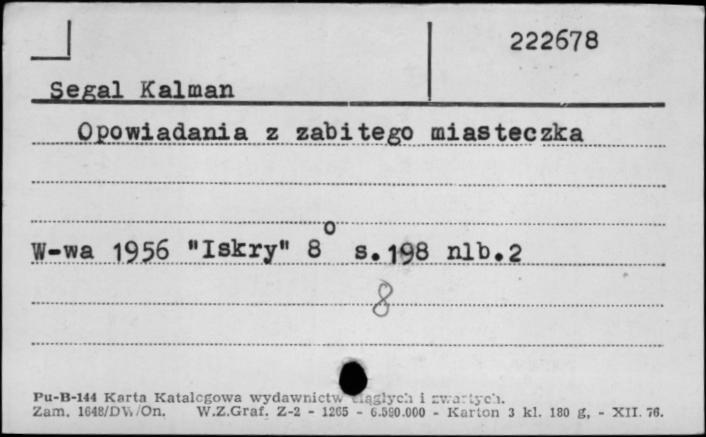 222678
Segal Kalman
Opowiadania z zabitego miasteczka
W-wa 1956 "Iskry" 8° s.198 nlb.2
8
Pu-B-144 Karta Katalogowa wydawnictw ciągłych i zwartych.
Zam. 1648/DW/On. W.Z.Graf. Z-2 - 1265 - 6.590.000 - Karton 3 kl. 180 g, - XII. 76.